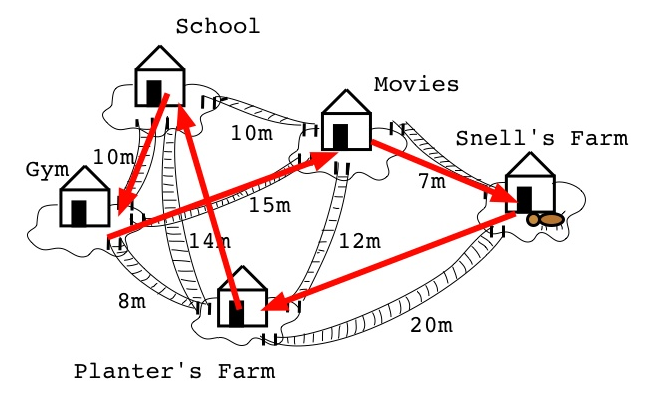 School
Movies
Snell's Farm
10m
10m
Gym
7m
15m
14m
12m
8m
20m
Planter's Farm